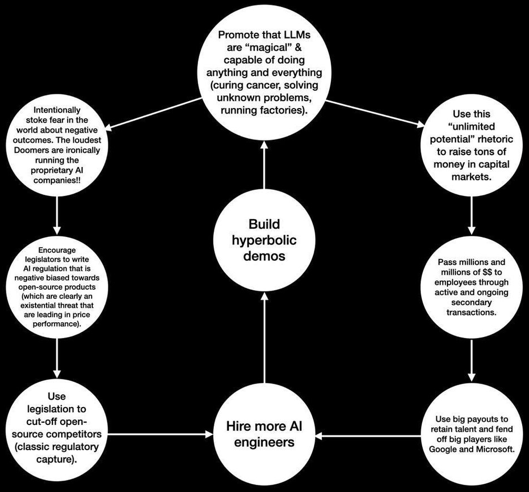 Promote that LLMs
are “magical” &
capable of doing
anything and everything
(curing cancer, solving
unknown problems,
running factories).
Intentionally
stoke fear in the
world about negative
outcomes. The loudest
Doomers are ironically
running the
proprietary AI
companies!!
Use this
“unlimited
potential” rhetoric
to raise tons of
money in capital
markets.
Build
hyperbolic
demos
Encourage
legislators to write
AI regulation that is
negative biased towards
open-source products
(which are clearly an
existential threat that
are leading in price
performance).
Pass millions and
millions of $$ to
employees through
active and ongoing
secondary
transactions.
Use
legislation to
cut-off open-
source competitors
(classic regulatory
capture).
Hire more AI
engineers
Use big payouts to
retain talent and fend
off big players like
Google and Microsoft.